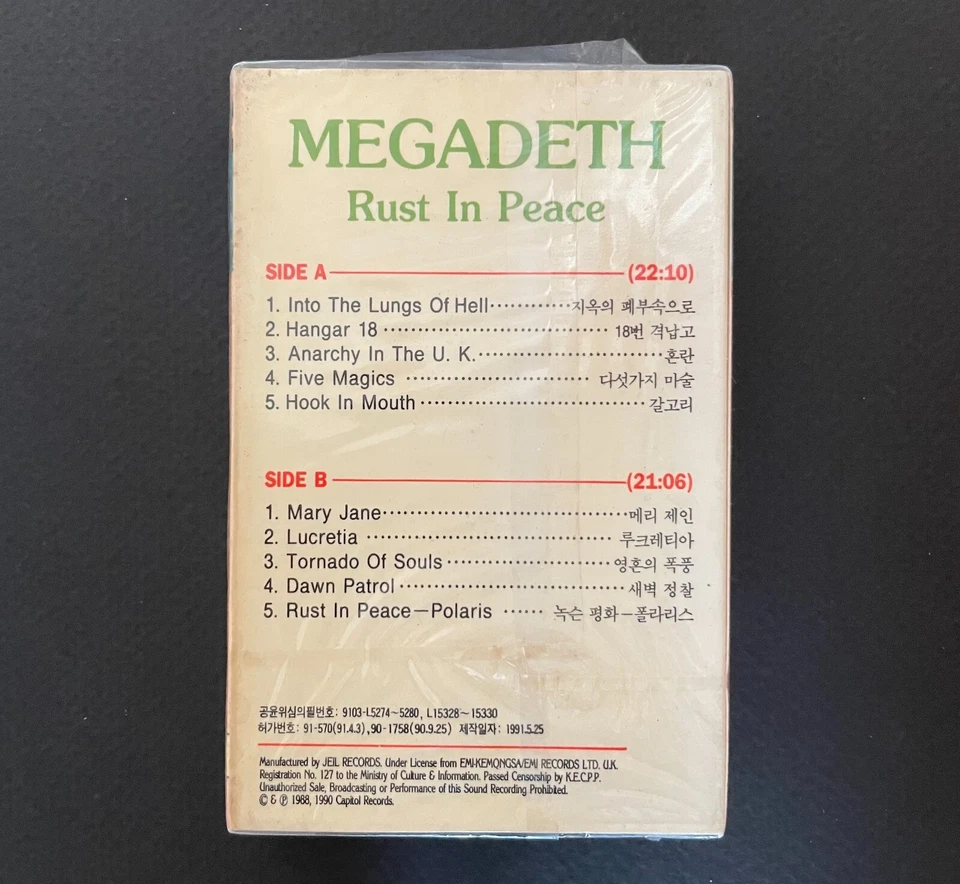 MEGADETH
Rust In Peace
SIDE A (22:10)
1. Into The Lungs Of Hell············지옥의 폐부속으로
2. Hangar 18 ································ 18번 격납고
3. Anarchy In The U. K.··························혼란
4. Five Magics ·························· 다섯가지 마술
5. Hook In Mouth ································ 갈고리
SIDE B (21:06)
1. Mary Jane···································메리 제인
2. Lucretia ··································· 루크레티아
3. Tornado Of Souls ·······················영혼의 폭풍
4. Dawn Patrol ································ 새벽 정찰
5. Rust In Peace—Polaris ······ 녹슨 평화—폴라리스
공윤위심의필번호: 9103-L5274~5280, L15328~15330
허가번호: 91-570(91.4.3),90-1758(90.9.25) 제작일자: 1991.5.25
Manufactured by JEIL RECORDS. Under License from EMI-KEMONGSA/EMI RECORDS LTD. U.K.
Registration No. 127 to the Ministry of Culture & Information. Passed Censorship by K.E.C.P.P.
Unauthorized Sale, Broadcasting or Performance of this Sound Recording Prohibited.
© & ℗ 1988, 1990 Capitol Records.